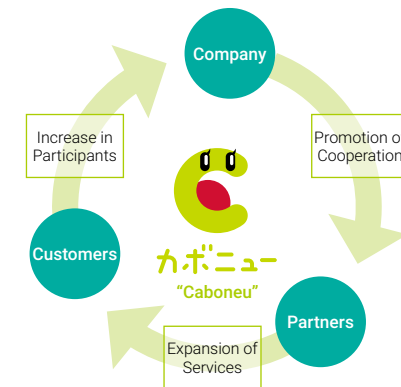 Company
Increase in
Participants
Promotion o
Cooperation
Customers
カボニュー
“Caboneu”
Partners
Expansion of
Services